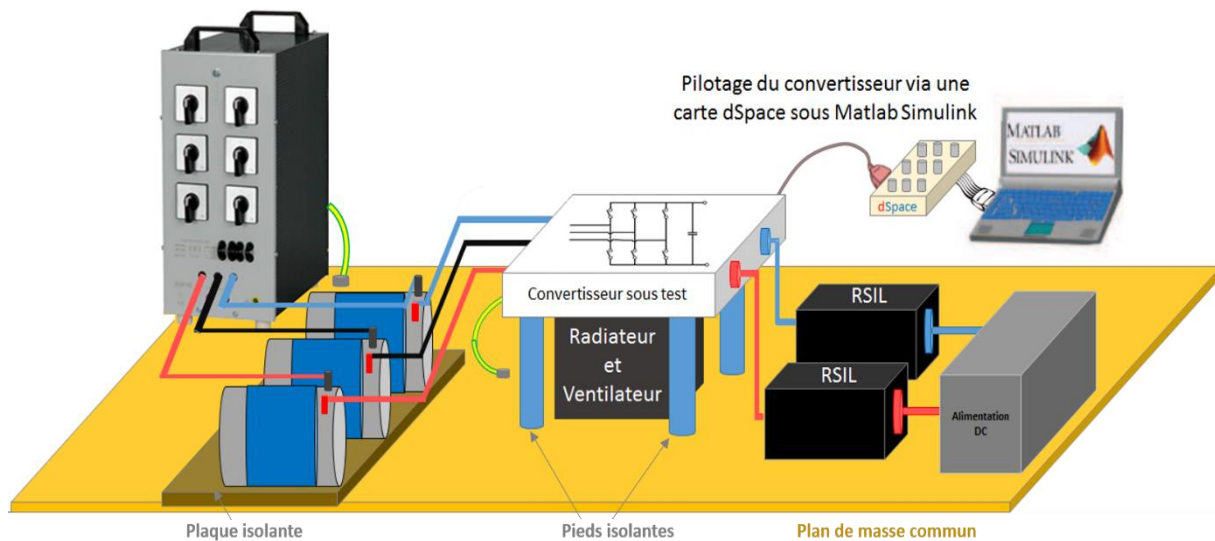 Pilotage du convertisseur via une
carte dSpace sous Matlab Simulink
MATLAB
SIMULINK
dSpace
Convertisseur sous test
Radiateur
et
Ventilateur
RSIL
RSIL
Alimentation
DC
Plaque isolante
Pieds isolantes
Plan de masse commun